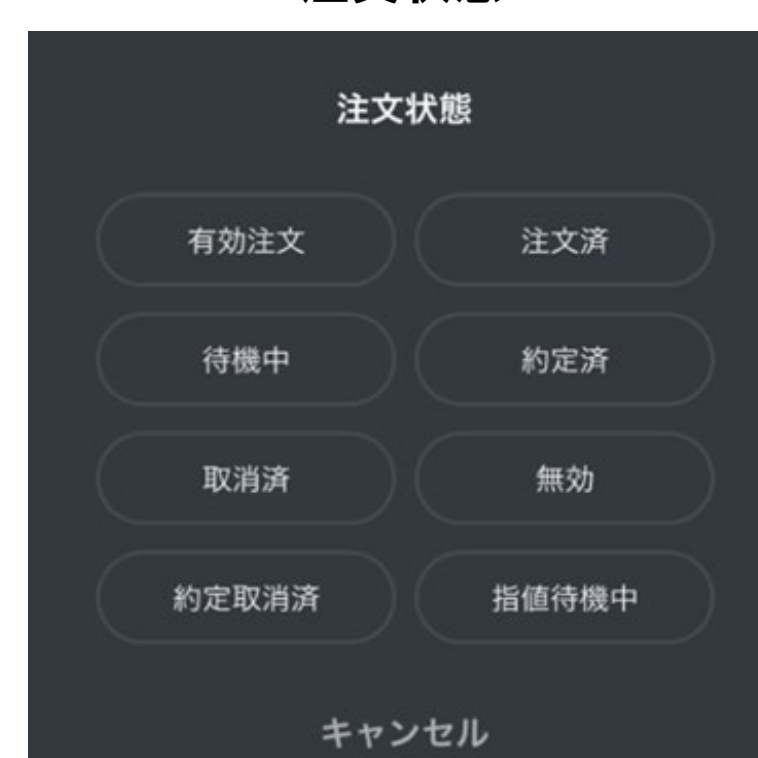 注文状態
有効注文 注文済
待機中 約定済
取消済 無効
約定取消済 指値待機中
キャンセル